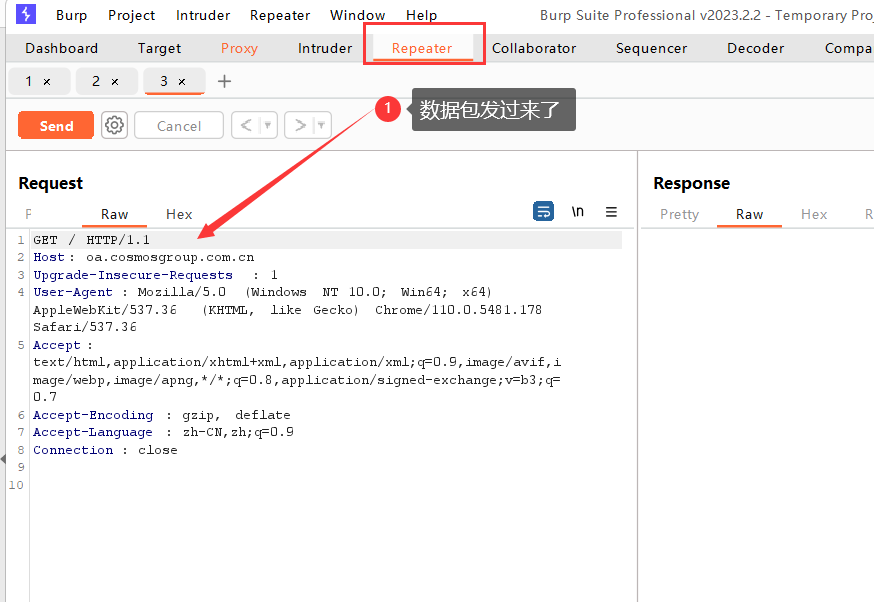 Burp Project Intruder Repeater Window Help Burp Suite Professional v2023.2.2 - Temporary Proj
Dashboard Target Proxy Intruder Repeater Collaborator Sequencer Decoder Compa
1 × 2 × 3 × +
Send Cancel < >
1 数据包发过来了
Request Response
P Raw Hex \n Pretty Raw Hex R
1 GET / HTTP/1.1
2 Host : oa.cosmosgroup.com.cn
3 Upgrade-Insecure-Requests : 1
4 User-Agent : Mozilla/5.0 (Windows NT 10.0; Win64; x64)
AppleWebKit/537.36 (KHTML, like Gecko) Chrome/110.0.5481.178
Safari/537.36
5 Accept :
text/html,application/xhtml+xml,application/xml;q=0.9,image/avif,i
mage/webp,image/apng,*/*;q=0.8,application/signed-exchange;v=b3;q=
0.7
6 Accept-Encoding : gzip, deflate
7 Accept-Language : zh-CN,zh;q=0.9
8 Connection : close
9
10